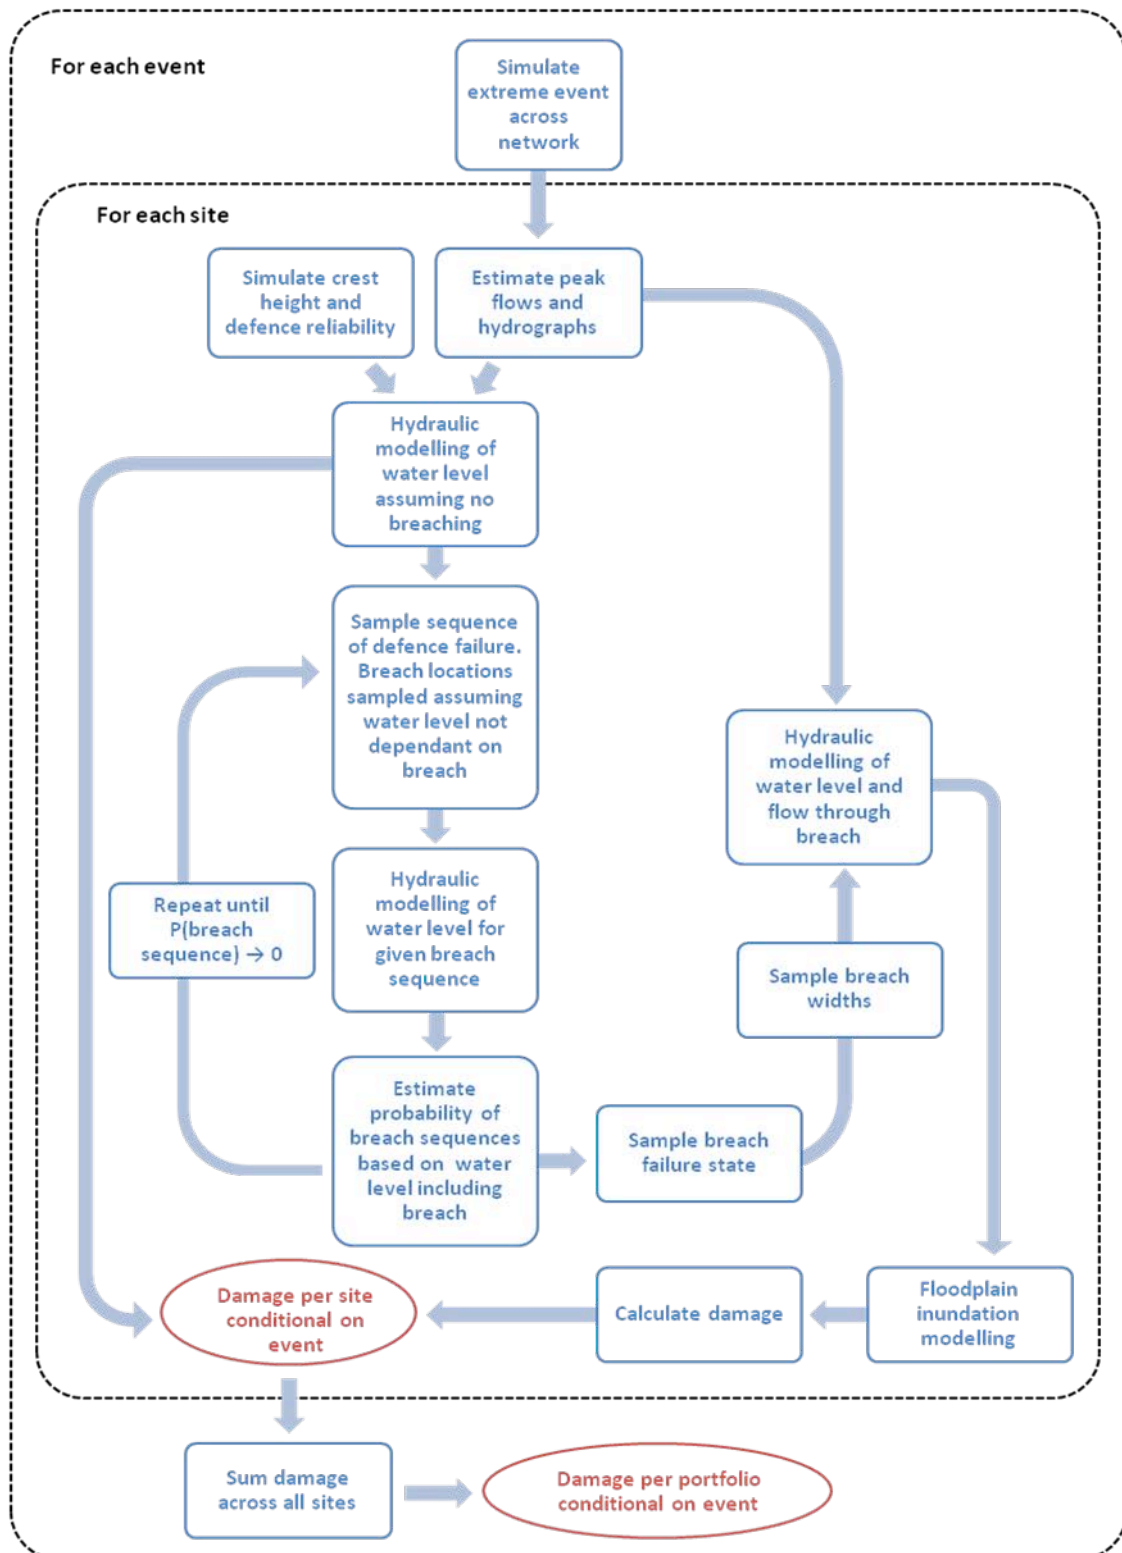 For each event
Simulate
extreme event
across
network
For each site
Simulate crest
height and
defence reliability
Estimate peak
flows and
hydrographs
Hydraulic
modelling of
water level
assuming no
breaching
Sample sequence
of defence failure.
Breach locations
sampled assuming
water level not
dependant on
breach
Hydraulic
modelling of
water level and
flow through
breach
Repeat until
P(breach
sequence) → 0
Hydraulic
modelling of
water level for
given breach
sequence
Sample breach
widths
Estimate
probability of
breach sequences
based on water
level including
breach
Sample breach
failure state
Damage per site
conditional on
event
Calculate damage
Floodplain
inundation
modelling
Sum damage
across all sites
Damage per portfolio
conditional on event